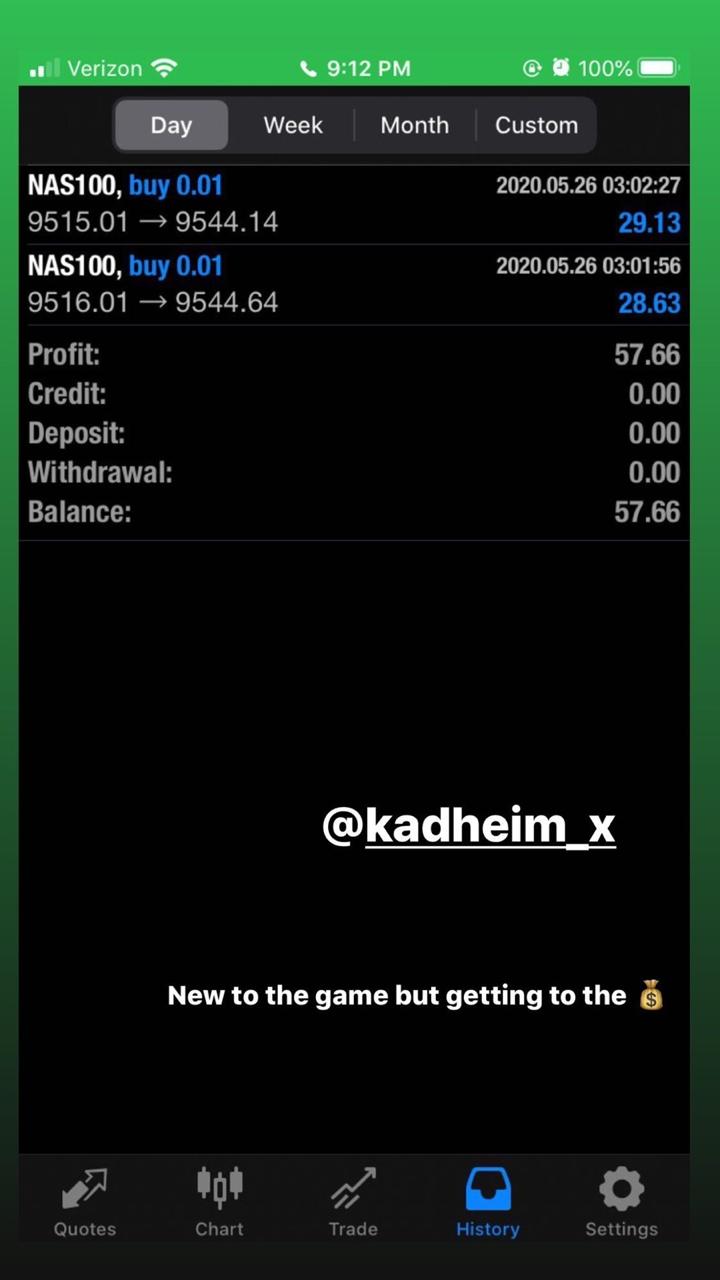 Verizon 9:12 PM 100%
Day Week Month Custom
NAS100, buy 0.01 2020.05.26 03:02:27
9515.01 → 9544.14 29.13
NAS100, buy 0.01 2020.05.26 03:01:56
9516.01 → 9544.64 28.63
Profit: 57.66
Credit: 0.00
Deposit: 0.00
Withdrawal: 0.00
Balance: 57.66
@kadheim_x
New to the game but getting to the 💰
Quotes Chart Trade History Settings